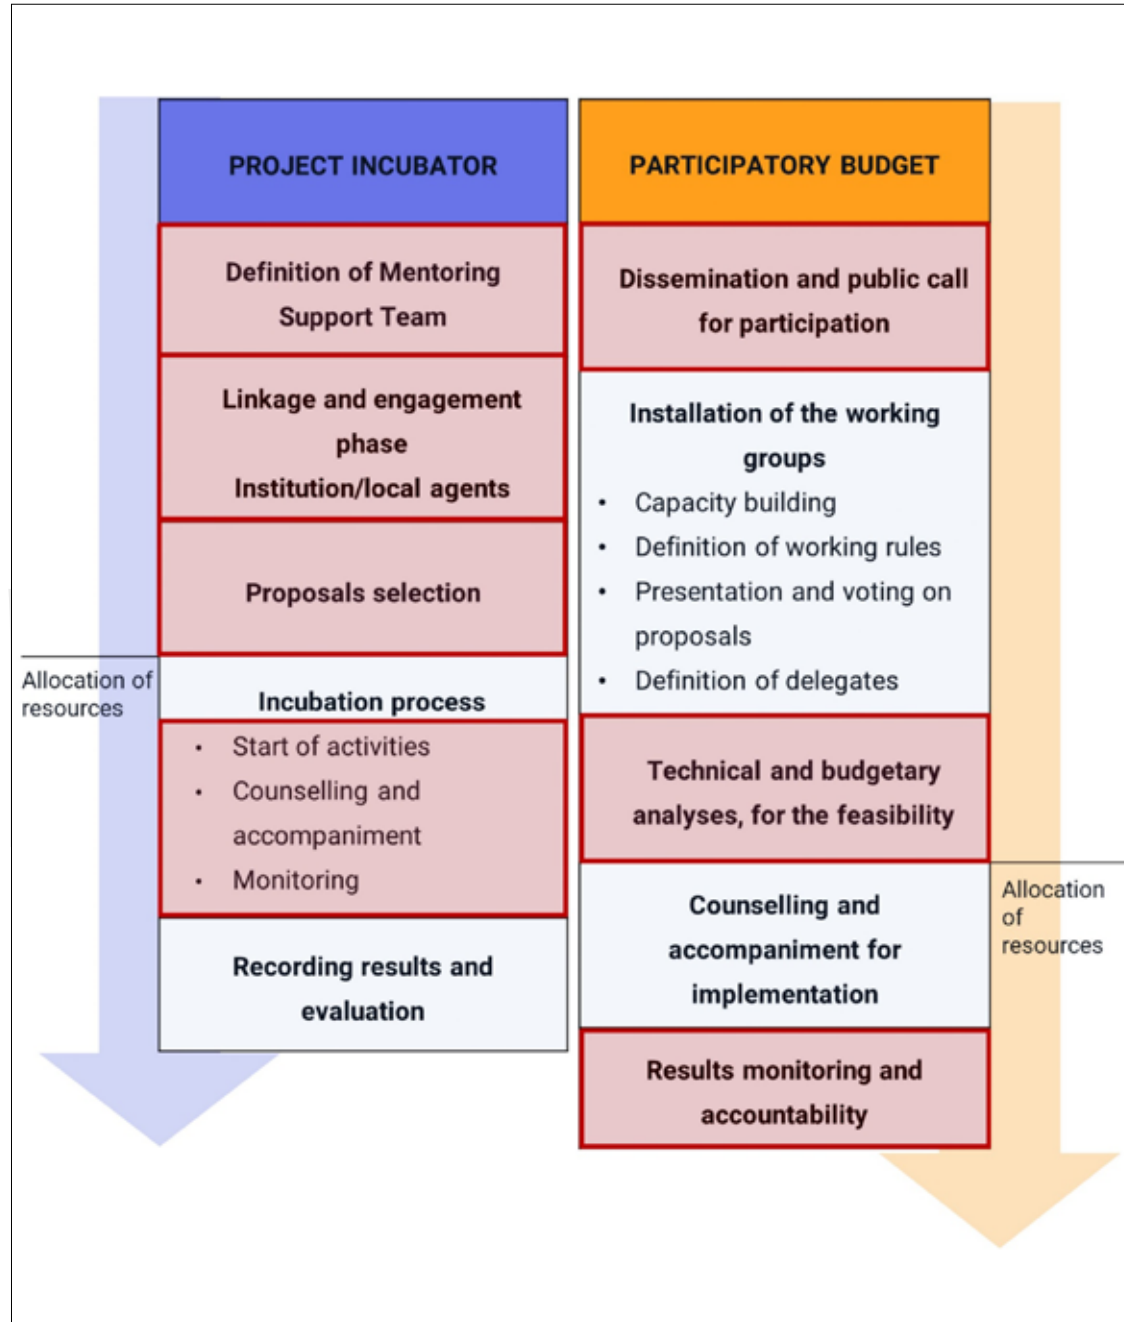 PROJECT INCUBATOR
Definition of Mentoring
Support Team
Linkage and engagement
phase
Institution/local agents
Proposals selection
Allocation of
resources
Incubation process
• Start of activities
• Counselling and
accompaniment
• Monitoring
Recording results and
evaluation
PARTICIPATORY BUDGET
Dissemination and public call
for participation
Installation of the working
groups
• Capacity building
• Definition of working rules
• Presentation and voting on
proposals
• Definition of delegates
Technical and budgetary
analyses, for the feasibility
Allocation
of
resources
Counselling and
accompaniment for
implementation
Results monitoring and
accountability